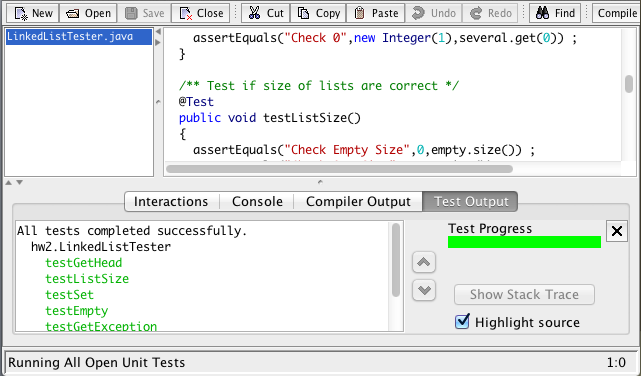 New Open Save Close Cut Copy Paste Undo Redo Find Compile
LinkedListTester.java
assertEquals("Check 0",new Integer(1),several.get(0)) ;
}
/** Test if size of lists are correct */
@Test
public void testListSize()
{
assertEquals("Check Empty Size",0,empty.size()) ;
Interactions Console Compiler Output Test Output
All tests completed successfully.
hw2.LinkedListTester
testGetHead
testListSize
testSet
testEmpty
testGetException
Test Progress
Show Stack Trace
Highlight source
Running All Open Unit Tests 1:0